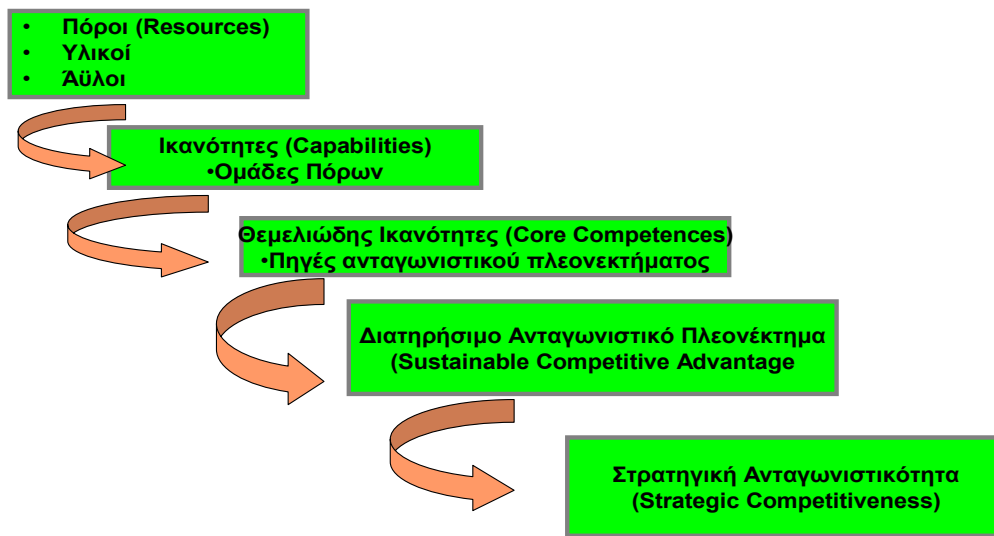 • Πόροι (Resources)
• Υλικοί
• Άϋλοι
Ικανότητες (Capabilities)
•Ομάδες Πόρων
Θεμελιώδης Ικανότητες (Core Competences)
•Πηγές ανταγωνιστικού πλεονεκτήματος
Διατηρήσιμο Ανταγωνιστικό Πλεονέκτημα
(Sustainable Competitive Advantage
Στρατηγική Ανταγωνιστικότητα
(Strategic Competitiveness)